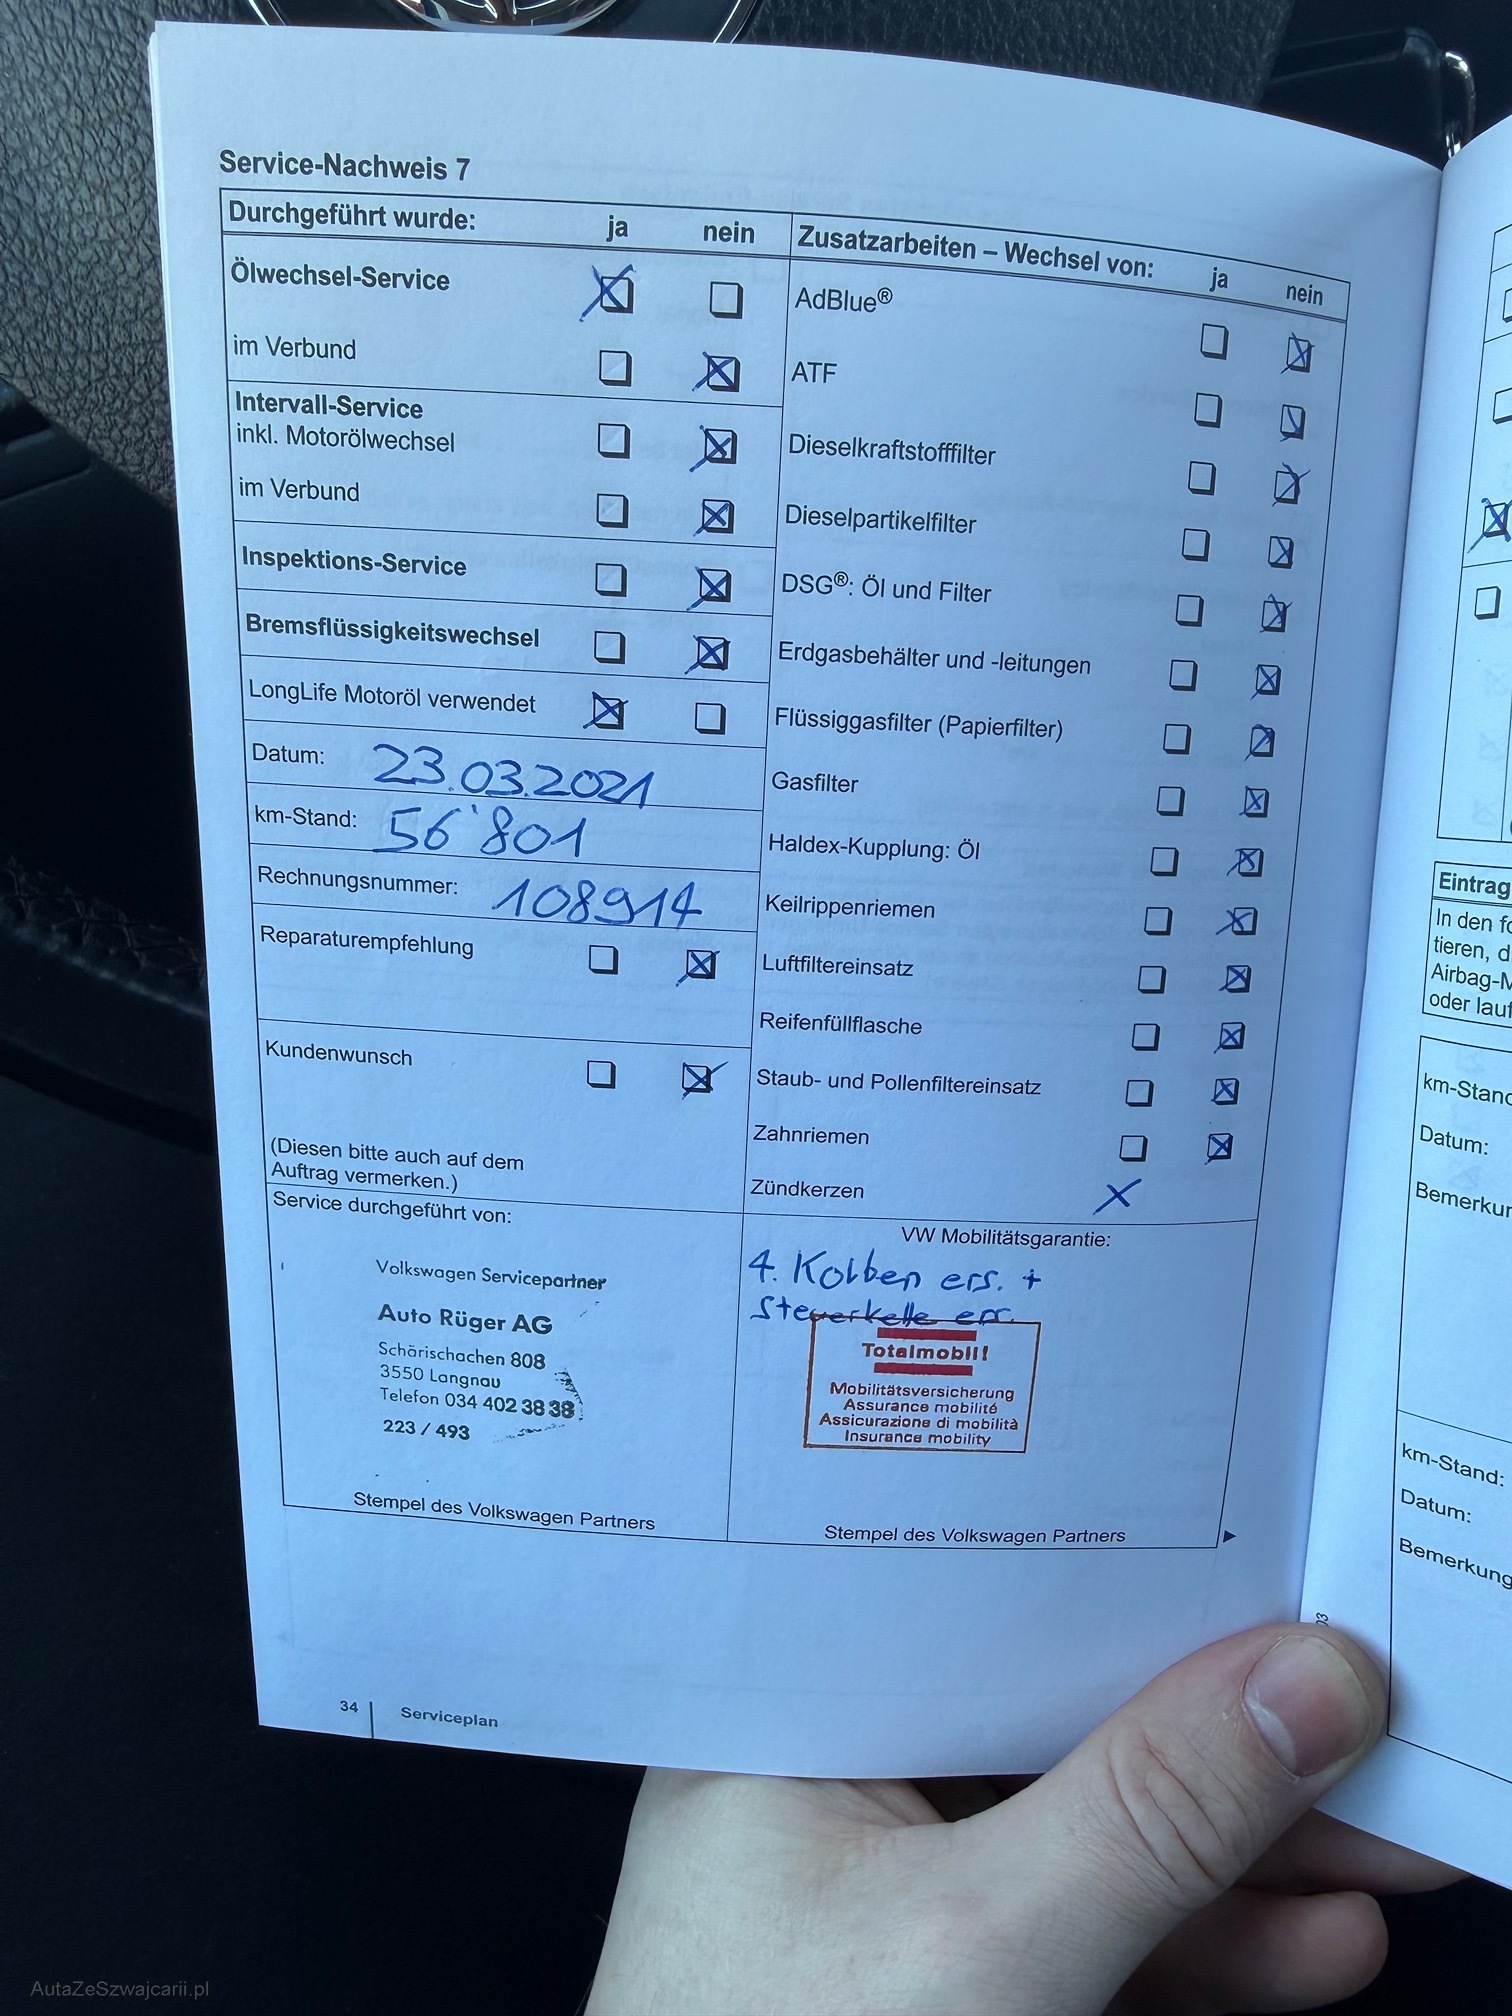 Service-Nachweis 7
Durchgeführt wurde: ja nein
Ölwechsel-Service
im Verbund
Intervall-Service
inkl. Motorölwechsel
im Verbund
Inspektions-Service
Bremsflüssigkeitswechsel
LongLife Motoröl verwendet
Datum: 23.03.2021
km-Stand: 56'801
Rechnungsnummer: 108914
Reparaturempfehlung
Kundenwunsch
(Diesen bitte auch auf dem
Auftrag vermerken.)
Service durchgeführt von:
Volkswagen Servicepartner
Auto Rüger AG
Schärischachen 808
3550 Langnau
Telefon 034 402 38 38
223 / 493
Stempel des Volkswagen Partners
Zusatzarbeiten – Wechsel von: ja nein
AdBlue®
ATF
Dieselkraftstofffilter
Dieselpartikelfilter
DSG®: Öl und Filter
Erdgasbehälter und -leitungen
Flüssiggasfilter (Papierfilter)
Gasfilter
Haldex-Kupplung: Öl
Keilrippenriemen
Luftfiltereinsatz
Reifenfüllflasche
Staub- und Pollenfiltereinsatz
Zahnriemen
Zündkerzen
VW Mobilitätsgarantie:
4. Kolben ers. +
Steuerkette ers.
Totalmobil!
Mobilitätsversicherung
Assurance mobilité
Assicurazione di mobilità
Insurance mobility
Stempel des Volkswagen Partners
34 Serviceplan
Eintrag
In den
tieren, d
Airbag-M
oder lauf
km-Stand
Datum:
Bemerkun
km-Stand:
Datum:
Bemerkung
AutaZeSzwajcarii.pl